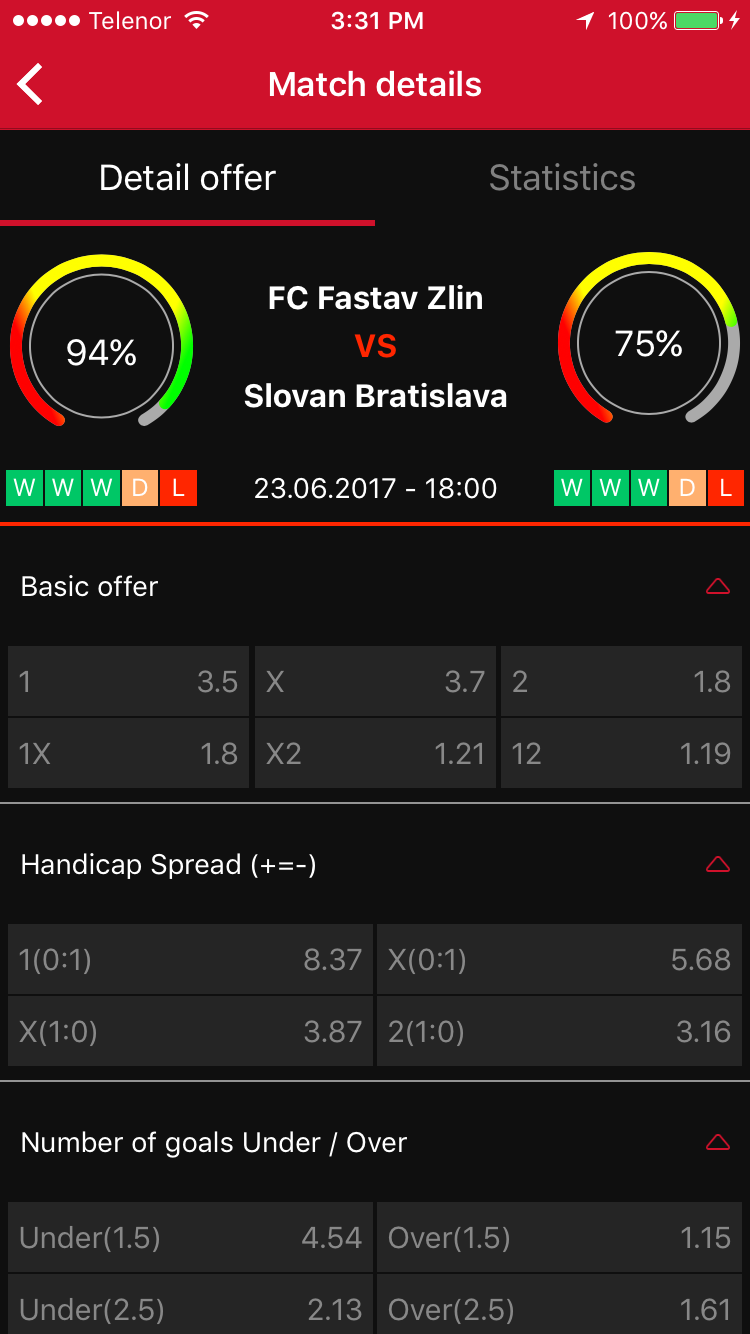 Telenor 3:31 PM 100%
Match details
Detail offer Statistics
94% FC Fastav Zlin 75%
VS
Slovan Bratislava
W W W D L 23.06.2017 - 18:00 W W W D L
Basic offer
1 3.5 X 3.7 2 1.8
1X 1.8 X2 1.21 12 1.19
Handicap Spread (+=-)
1(0:1) 8.37 X(0:1) 5.68
X(1:0) 3.87 2(1:0) 3.16
Number of goals Under / Over
Under(1.5) 4.54 Over(1.5) 1.15
Under(2.5) 2.13 Over(2.5) 1.61